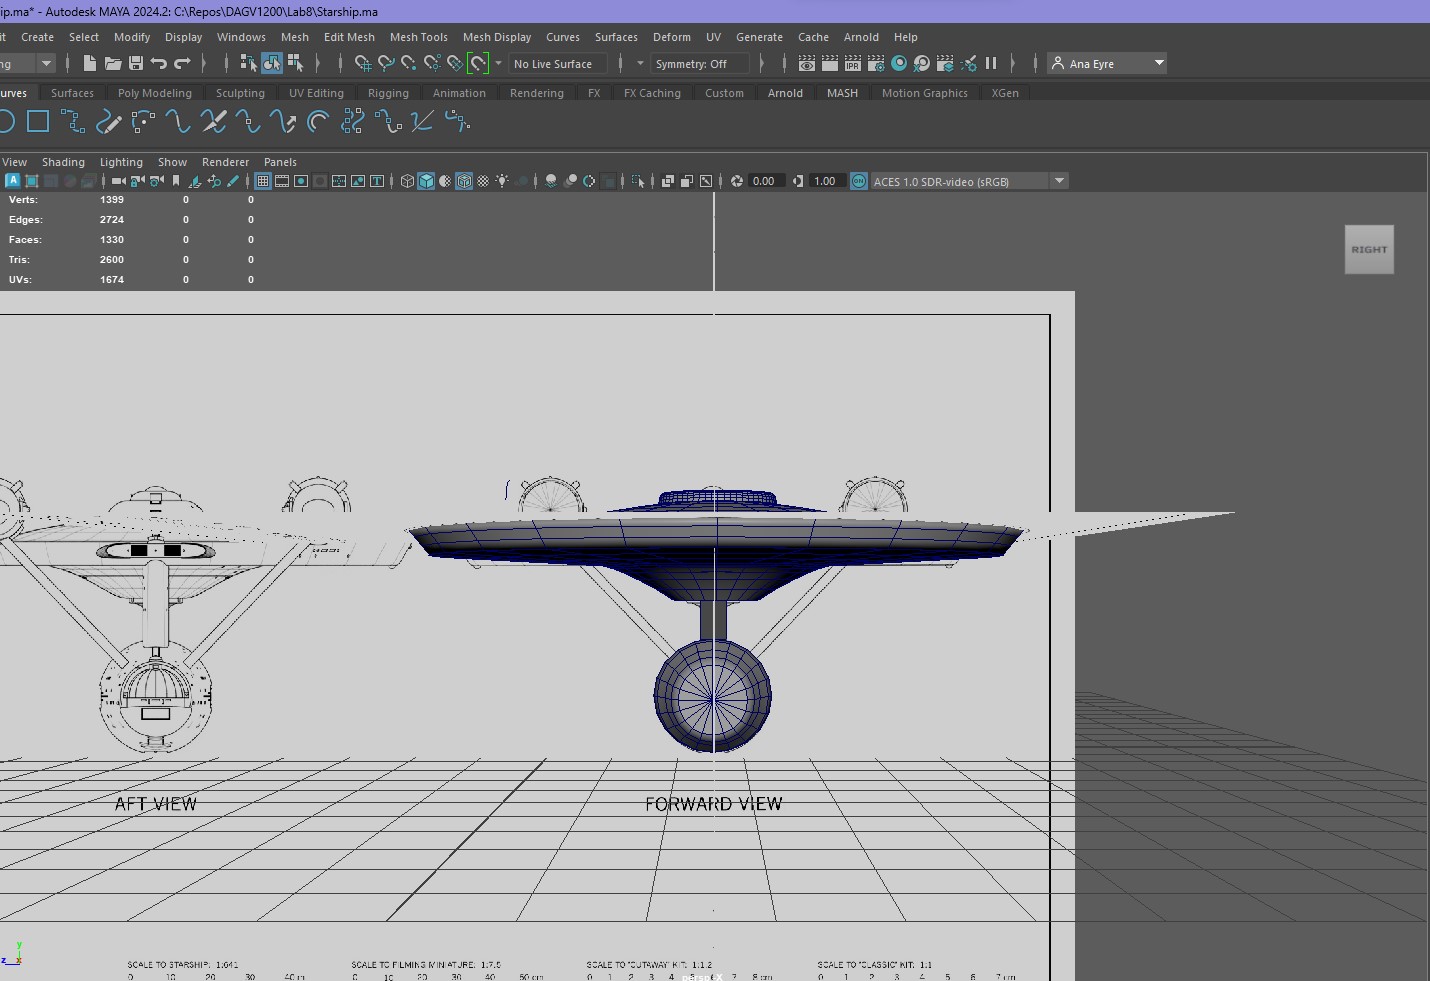 ip.ma* - Autodesk MAYA 2024.2: C:\Repos\DAGV1200\Lab8\Starship.ma
it Create Select Modify Display Windows Mesh Edit Mesh Mesh Tools Mesh Display Curves Surfaces Deform UV Generate Cache Arnold Help
ng No Live Surface Symmetry: Off IPR Ana Eyre
urves Surfaces Poly Modeling Sculpting UV Editing Rigging Animation Rendering FX FX Caching Custom Arnold MASH Motion Graphics XGen
View Shading Lighting Show Renderer Panels
0.00 1.00 ON ACES 1.0 SDR-video (sRGB)
Verts: 1399 0 0
Edges: 2724 0 0
Faces: 1330 0 0
Tris: 2600 0 0
UVs: 1674 0 0
RIGHT
AFT VIEW FORWARD VIEW
y
z x
SCALE TO STARSHIP: 1:641 SCALE TO FILMING MINIATURE: 1:7.5 SCALE TO "CUTAWAY" KIT: 1:1.2 SCALE TO "CLASSIC" KIT: 1:1
0 10 20 30 40 m 0 10 20 30 40 50 cm 0 1 2 3 4 7 8 cm 0 1 2 3 4 5 6 7 cm